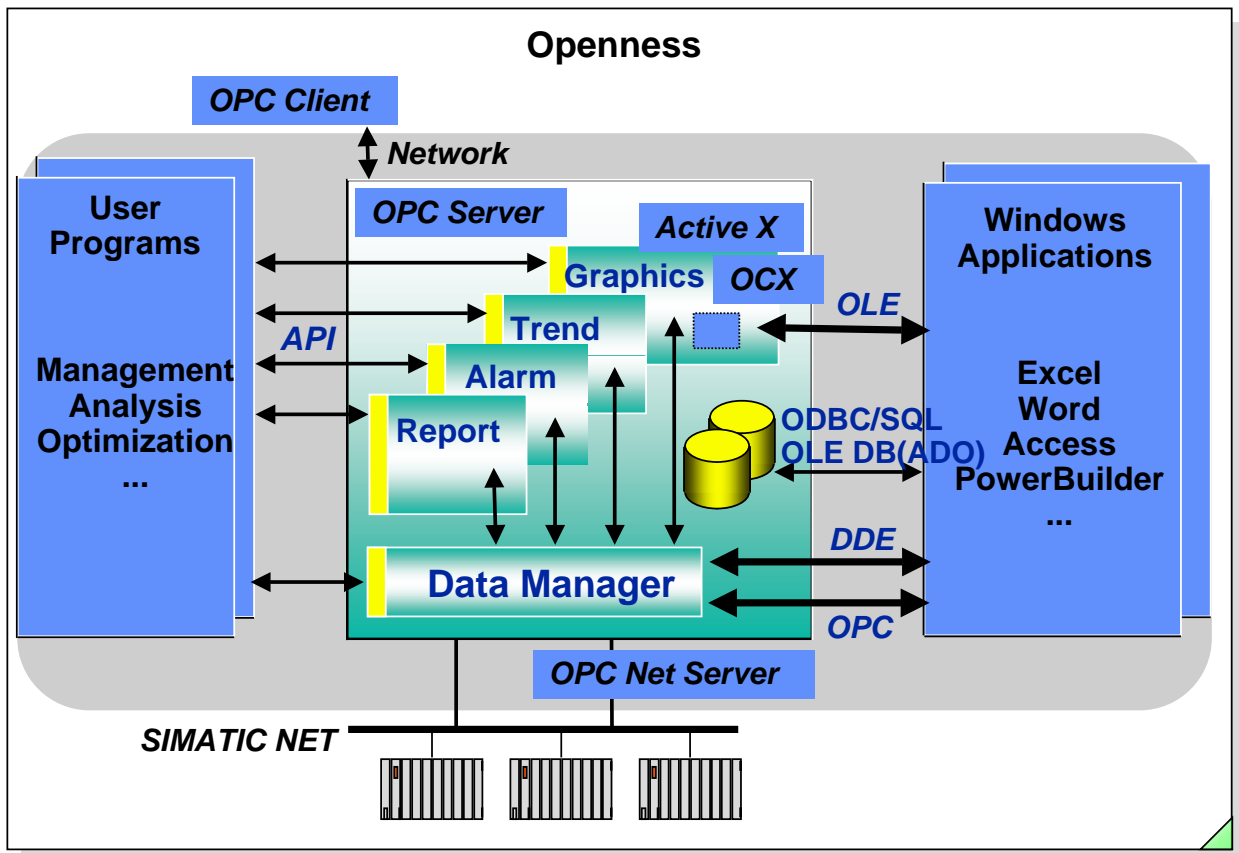 Openness
OPC Client
Network
User
Programs
Management
Analysis
Optimization
...
API
OPC Server
Active X
Graphics
OCX
Trend
Alarm
Report
Data Manager
OLE
ODBC/SQL
OLE DB(ADO)
DDE
OPC
Windows
Applications
Excel
Word
Access
PowerBuilder
...
OPC Net Server
SIMATIC NET